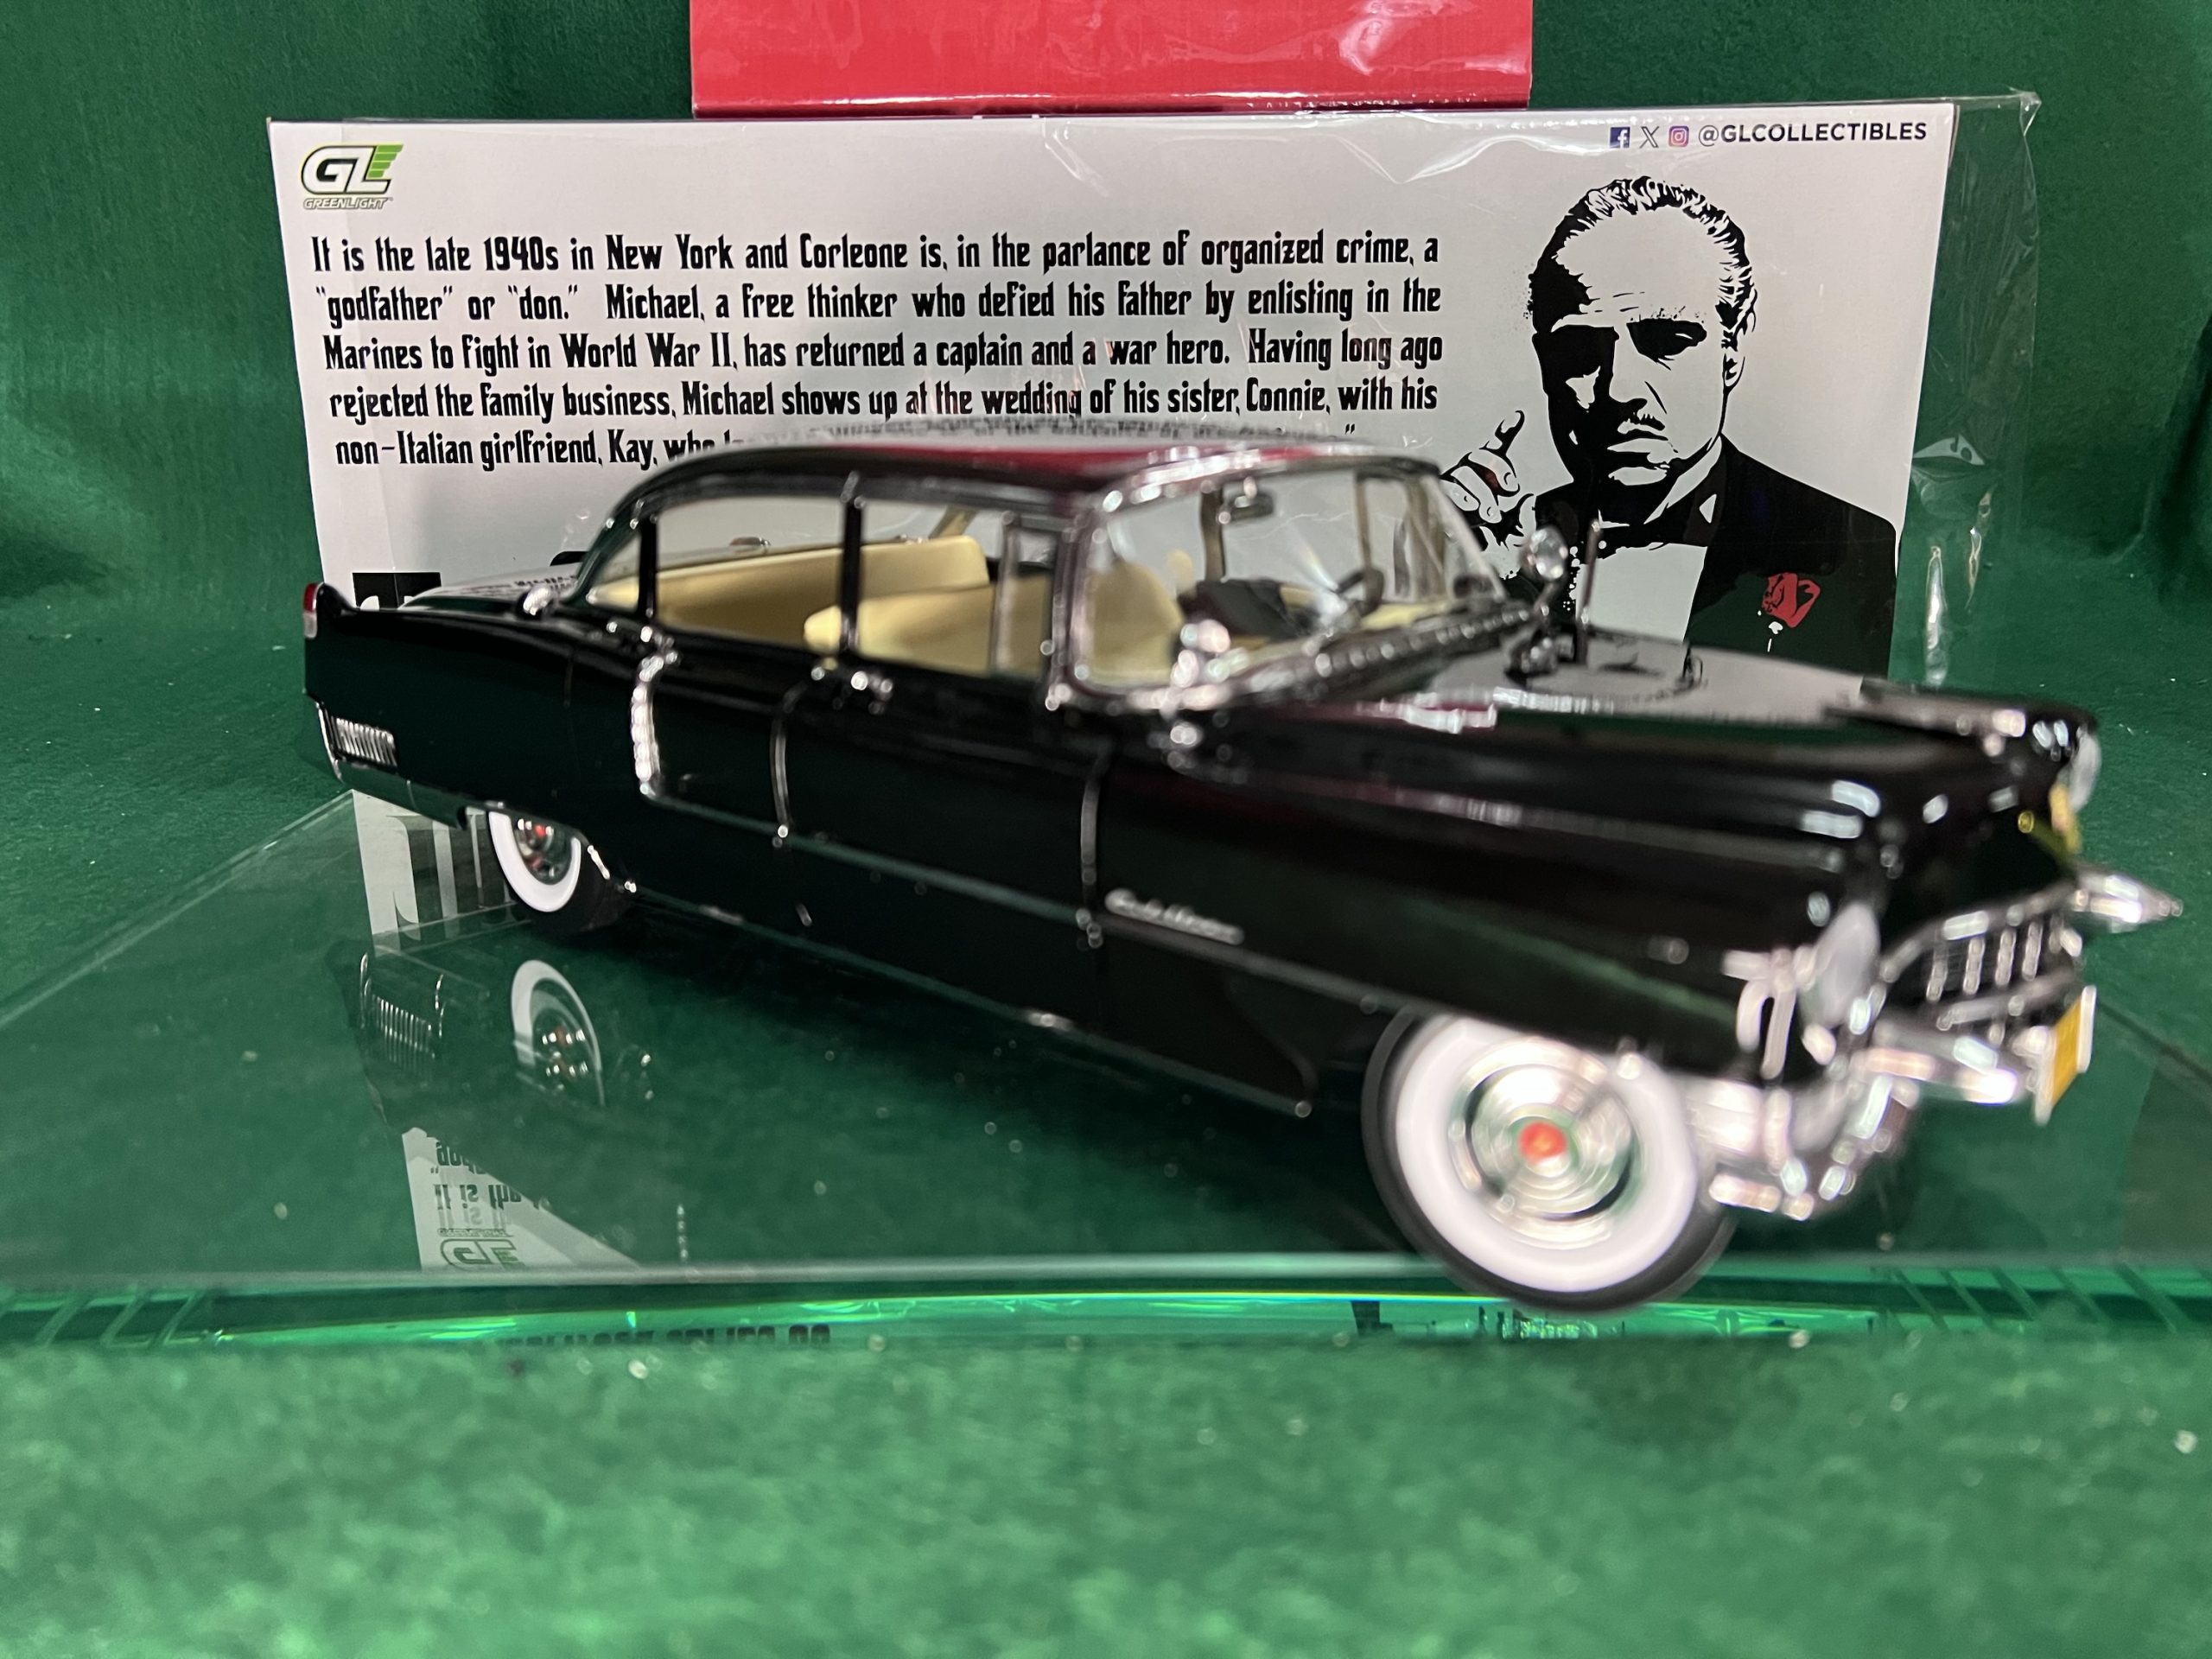 GL
GREENLIGHT
@GLCOLLECTIBLES
It is the late 1940s in New York and Corleone is, in the parlance of organized crime, a
"godfather" or "don." Michael, a free thinker who defied his father by enlisting in the
Marines to fight in World War II, has returned a captain and a war hero. Having long ago
rejected the family business, Michael shows up at the wedding of his sister, Connie, with his
non-Italian girlfriend, Kay,